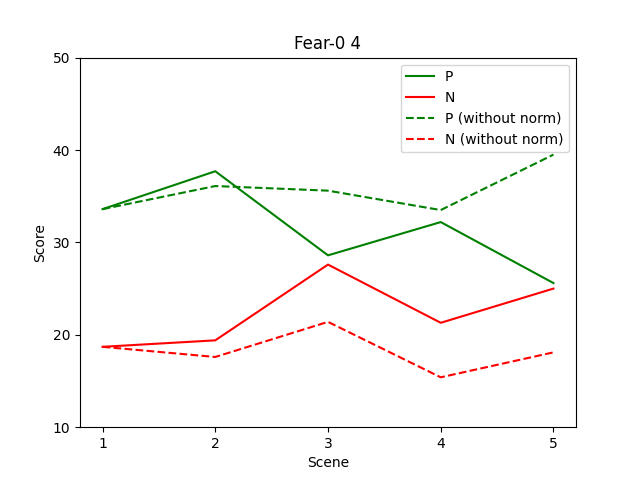 Fear-0 4
50
P
N
P (without norm)
N (without norm)
40
30
20
10
Score
1 2 3 4 5
Scene